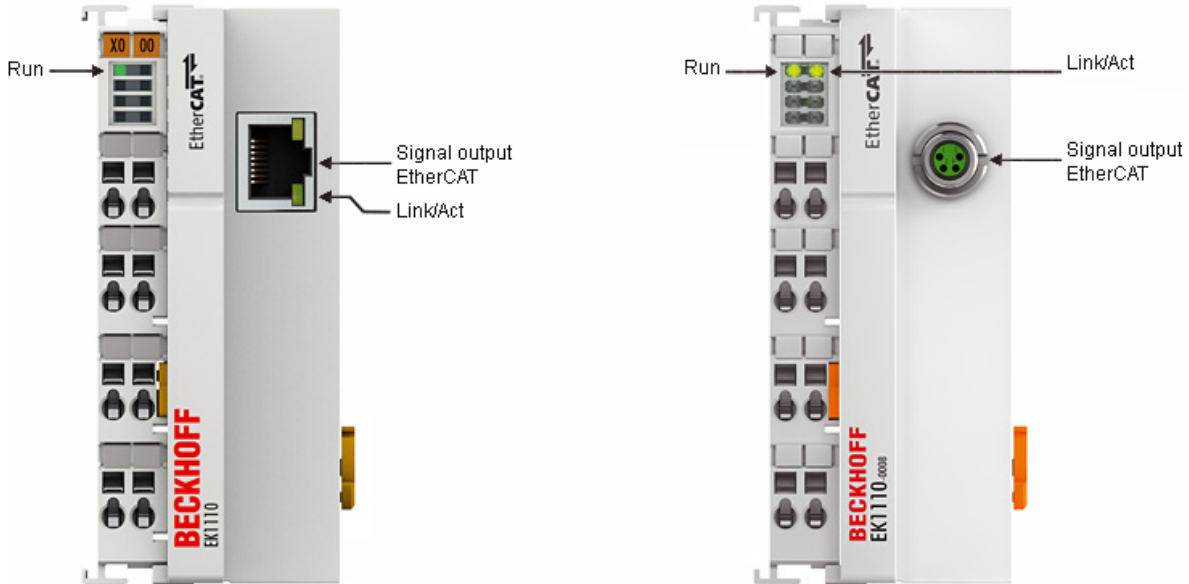 X0 00
Run
EtherCAT
Signal output
EtherCAT
Link/Act
BECKHOFF
EK1110
Run
Link/Act
EtherCAT
Signal output
EtherCAT
BECKHOFF
EK1110-0008